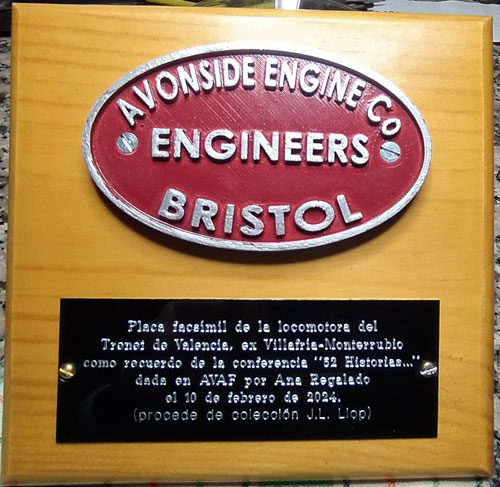 AVONSIDE ENGINE Co
ENGINEERS
BRISTOL
Placa facsímil de la locomotora del
Trenet de Valencia, ex Villafría-Monterrubio
como recuerdo de la conferencia "52 Historias..."
dada en AVAF por Ana Regalado
el 10 de febrero de 2024.
(procede de colección J.L. Llop)